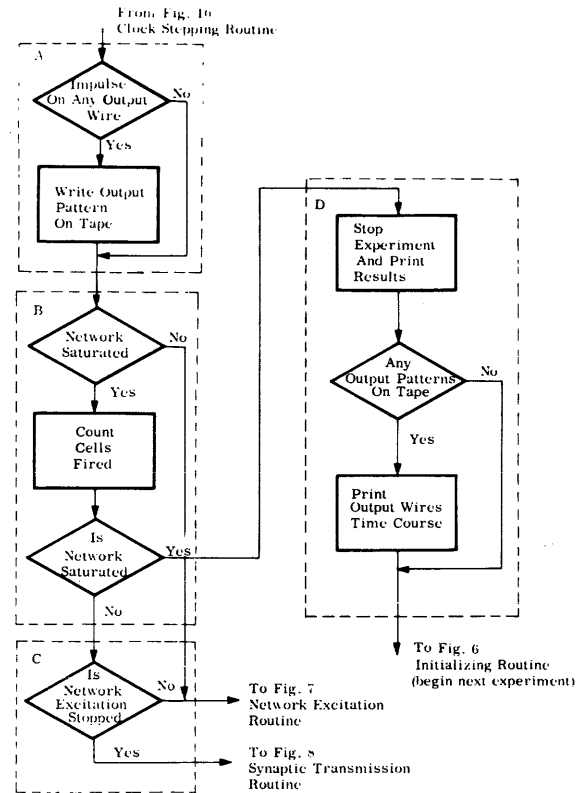 From Fig. 10
Clock Stepping Routine
A
Impulse
On Any Output
Wire
No
Yes
Write Output
Pattern
On Tape
B
Network
Saturated
No
Yes
Count
Cells
Fired
Is
Network
Saturated
Yes
No
C
Is
Network
Excitation
Stopped
No
To Fig. 7
Network Excitation
Routine
Yes
To Fig. 8
Synaptic Transmission
Routine
D
Stop
Experiment
And Print
Results
Any
Output Patterns
On Tape
No
Yes
Print
Output Wires
Time Course
To Fig. 6
Initializing Routine
(begin next experiment)